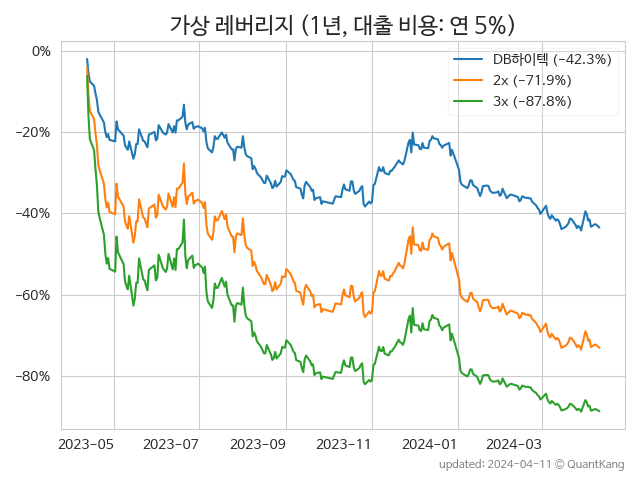 가상 레버리지 (1년, 대출 비용: 연 5%)
DB하이텍 (−42.3%)
2x (−71.9%)
3x (−87.8%)
0%
−20%
−40%
−60%
−80%
2023-05 2023-07 2023-09 2023-11 2024-01 2024-03
updated: 2024-04-11 © QuantKang